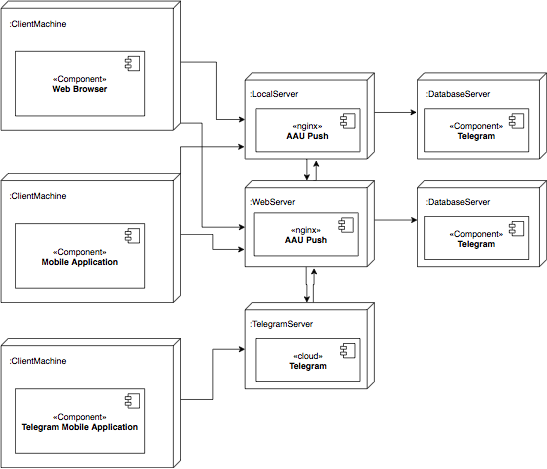 :ClientMachine
«Component»
Web Browser
:LocalServer
«nginx»
AAU Push
:DatabaseServer
«Component»
Telegram
:ClientMachine
«Component»
Mobile Application
:WebServer
«nginx»
AAU Push
:DatabaseServer
«Component»
Telegram
:TelegramServer
«cloud»
Telegram
:ClientMachine
«Component»
Telegram Mobile Application